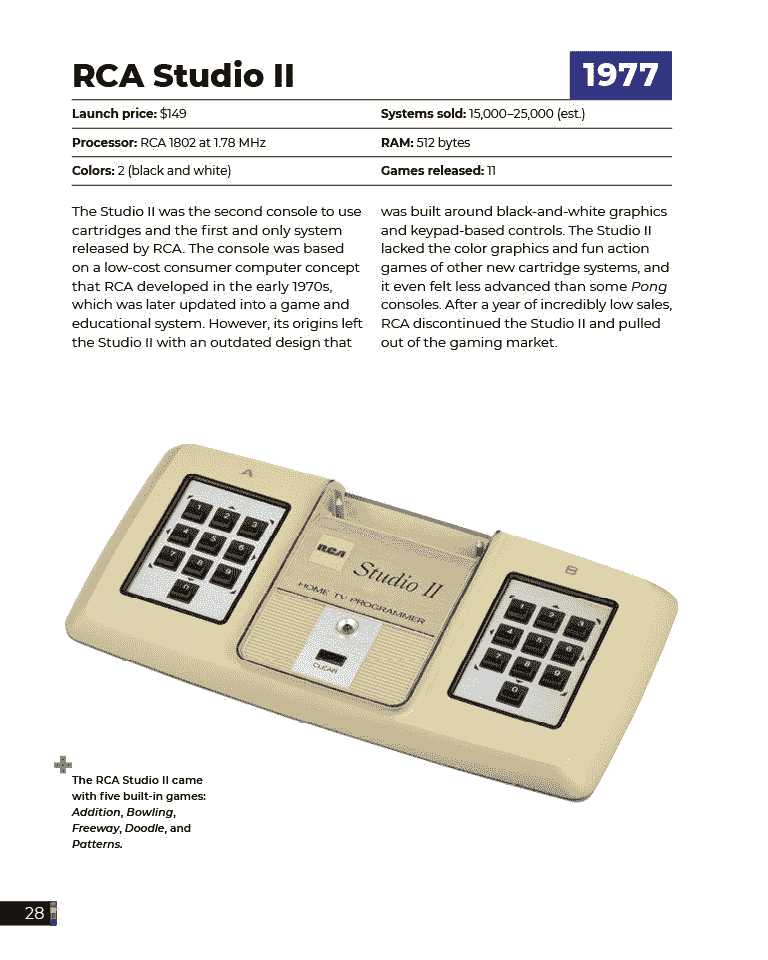 RCA Studio II
1977
Launch price: $149
Systems sold: 15,000–25,000 (est.)
Processor: RCA 1802 at 1.78 MHz
RAM: 512 bytes
Colors: 2 (black and white)
Games released: 11
The Studio II was the second console to use
cartridges and the first and only system
released by RCA. The console was based
on a low-cost consumer computer concept
that RCA developed in the early 1970s,
which was later updated into a game and
educational system. However, its origins left
the Studio II with an outdated design that
was built around black-and-white graphics
and keypad-based controls. The Studio II
lacked the color graphics and fun action
games of other new cartridge systems, and
it even felt less advanced than some Pong
consoles. After a year of incredibly low sales,
RCA discontinued the Studio II and pulled
out of the gaming market.
A
1 2 3
4 5 6
7 8 9
0
RCA
Studio II
HOME TV PROGRAMMER
CLEAR
B
1 2 3
4 5 6
7 8 9
0
The RCA Studio II came
with five built-in games:
Addition, Bowling,
Freeway, Doodle, and
Patterns.
28